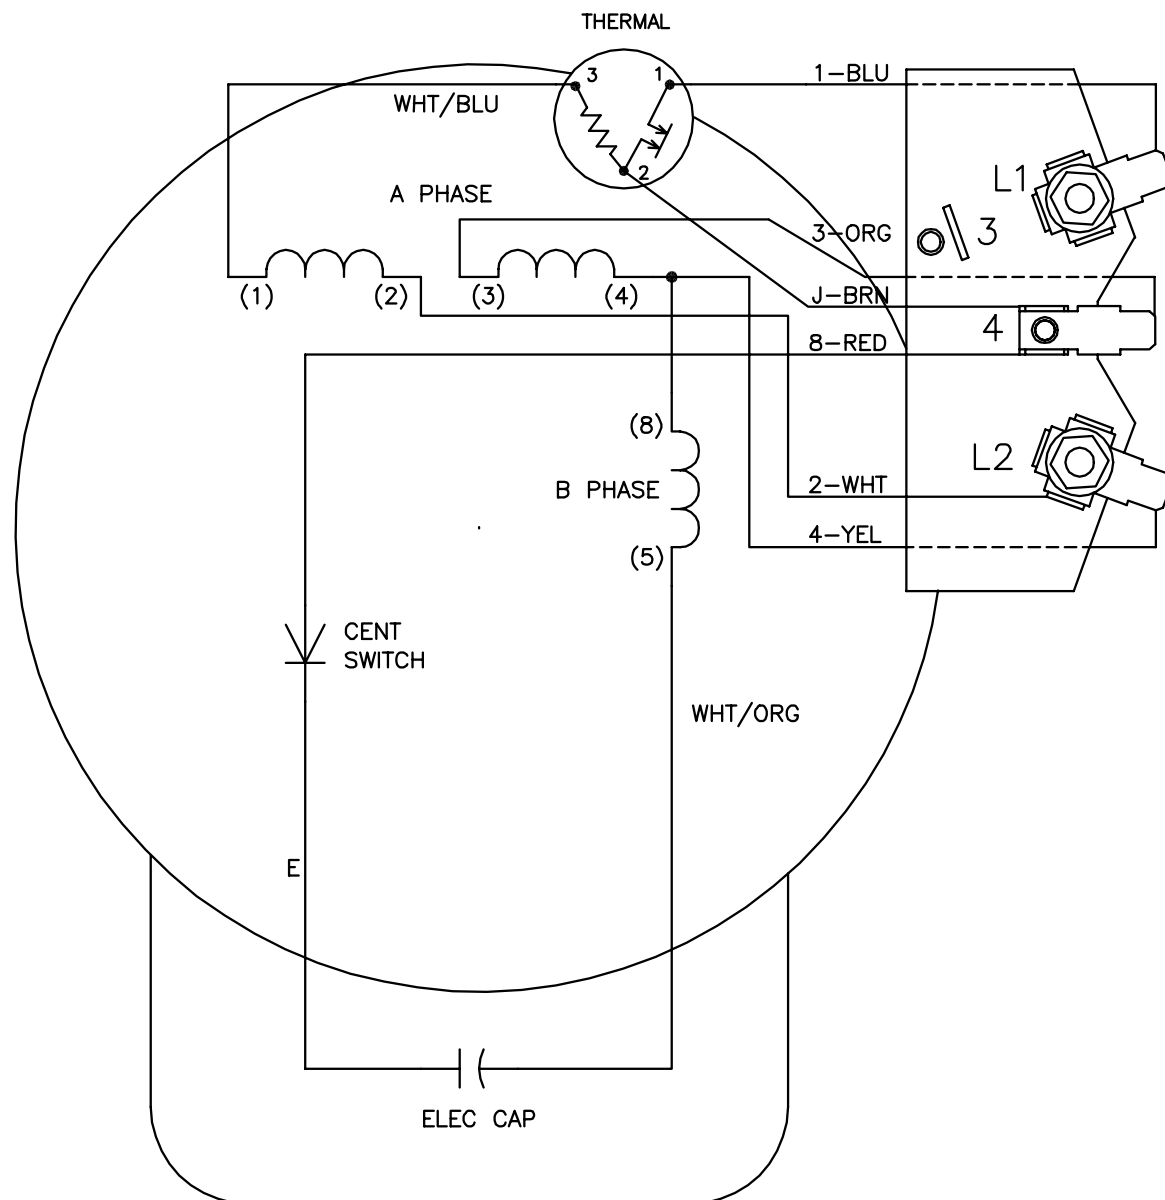 THERMAL
3
1
1-BLU
WHT/BLU
2
A PHASE
L1
3-ORG
3
(1)
(2)
(3)
(4)
J-BRN
4
8-RED
(8)
L2
B PHASE
2-WHT
4-YEL
(5)
CENT
SWITCH
WHT/ORG
E
ELEC CAP